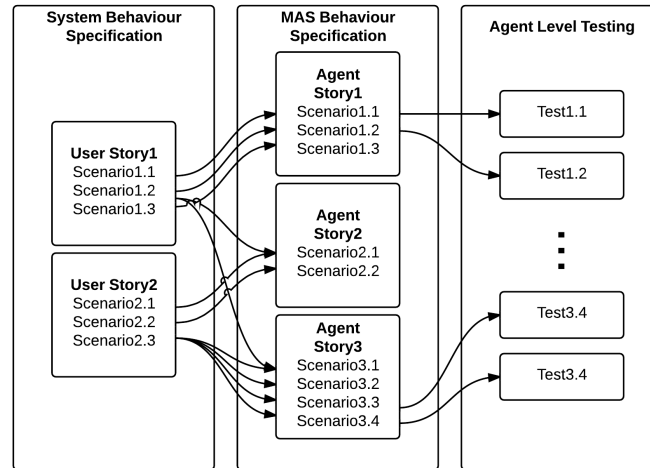 System Behaviour
Specification
User Story1
Scenario1.1
Scenario1.2
Scenario1.3
User Story2
Scenario2.1
Scenario2.2
Scenario2.3
MAS Behaviour
Specification
Agent
Story1
Scenario1.1
Scenario1.2
Scenario1.3
Agent
Story2
Scenario2.1
Scenario2.2
Agent
Story3
Scenario3.1
Scenario3.2
Scenario3.3
Scenario3.4
Agent Level Testing
Test1.1
Test1.2
Test3.4
Test3.4